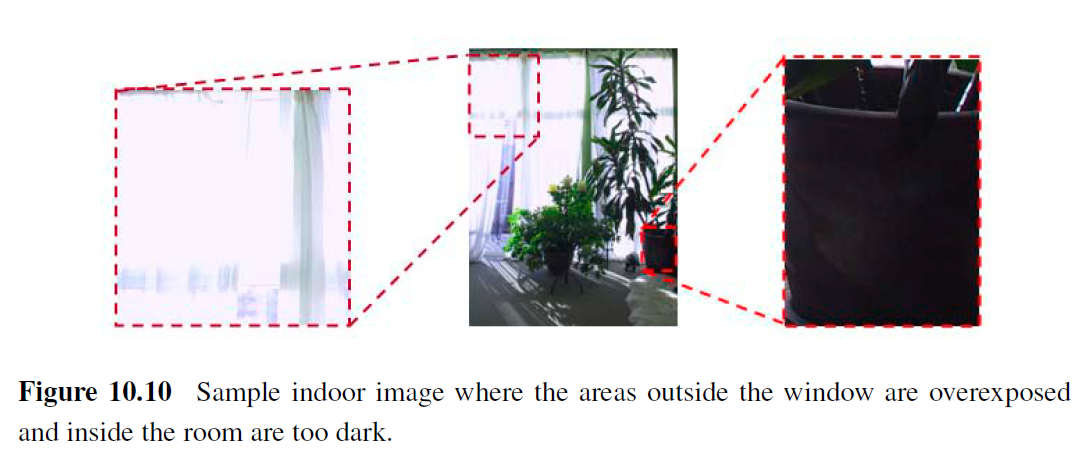 Figure 10.10 Sample indoor image where the areas outside the window are overexposed
and inside the room are too dark.